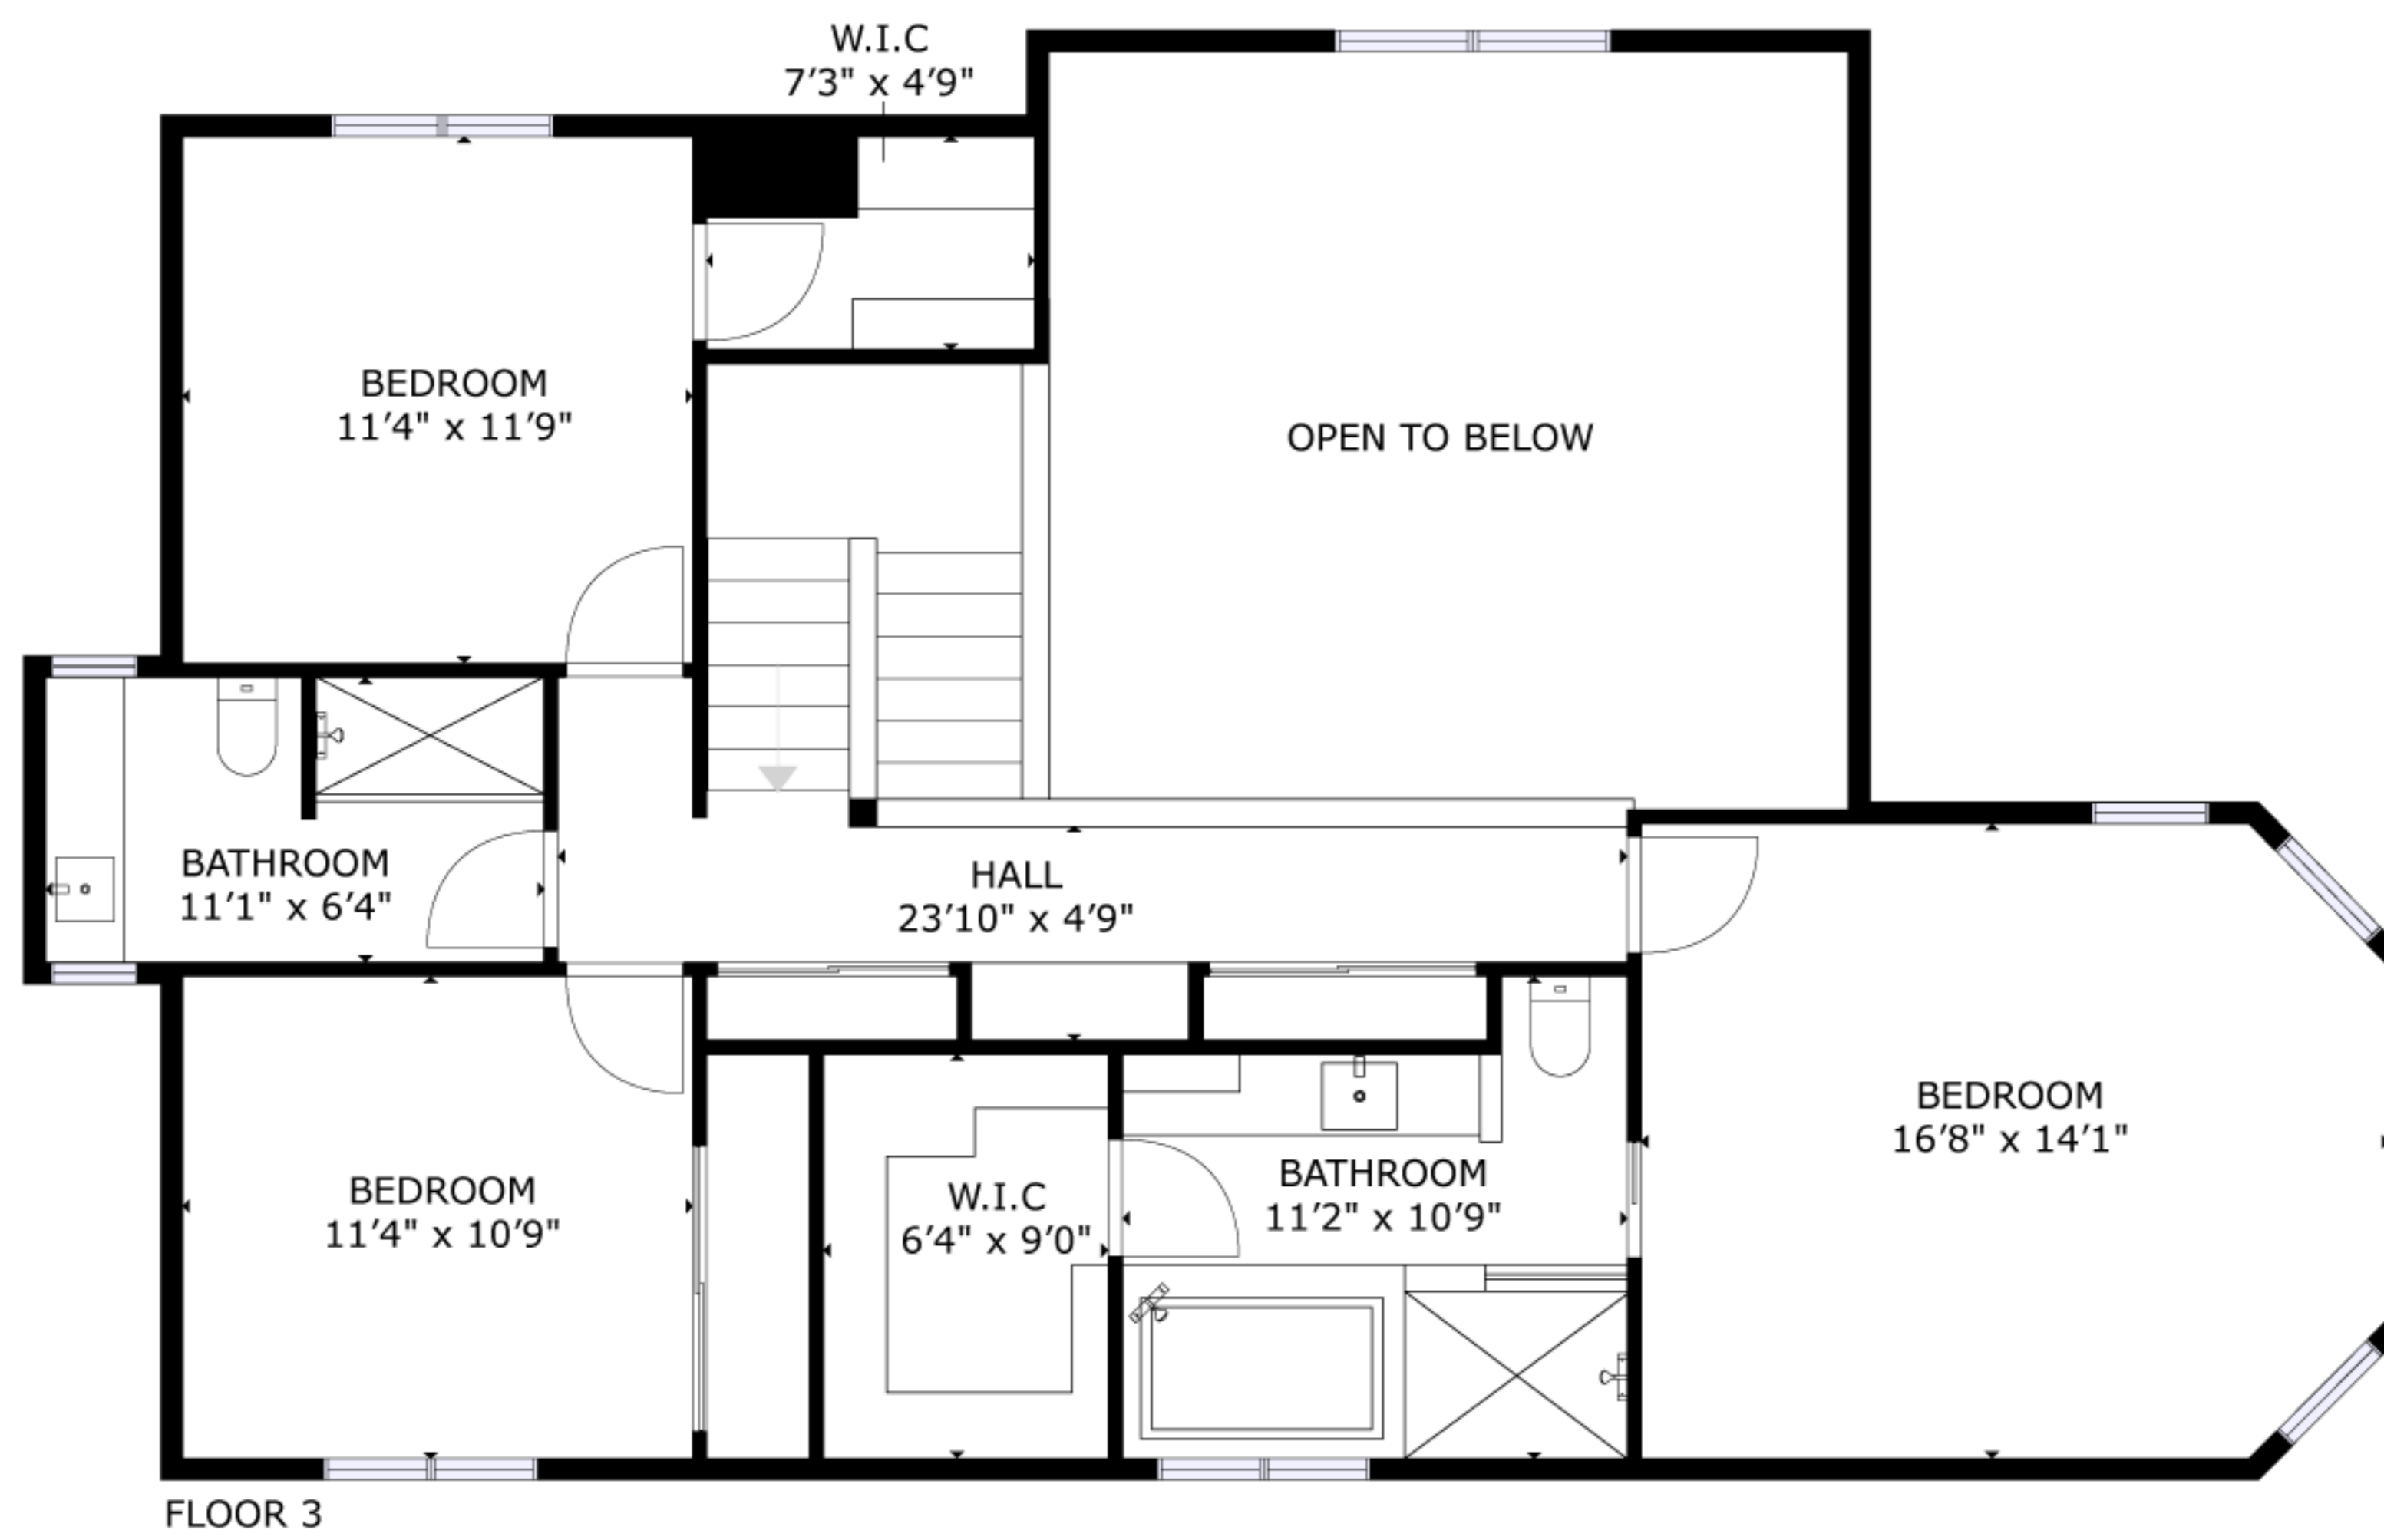 W.I.C
7'3" x 4'9"
BEDROOM
11'4" x 11'9"
OPEN TO BELOW
BATHROOM
11'1" x 6'4"
HALL
23'10" x 4'9"
BEDROOM
16'8" x 14'1"
BEDROOM
11'4" x 10'9"
W.I.C
6'4" x 9'0"
BATHROOM
11'2" x 10'9"
FLOOR 3